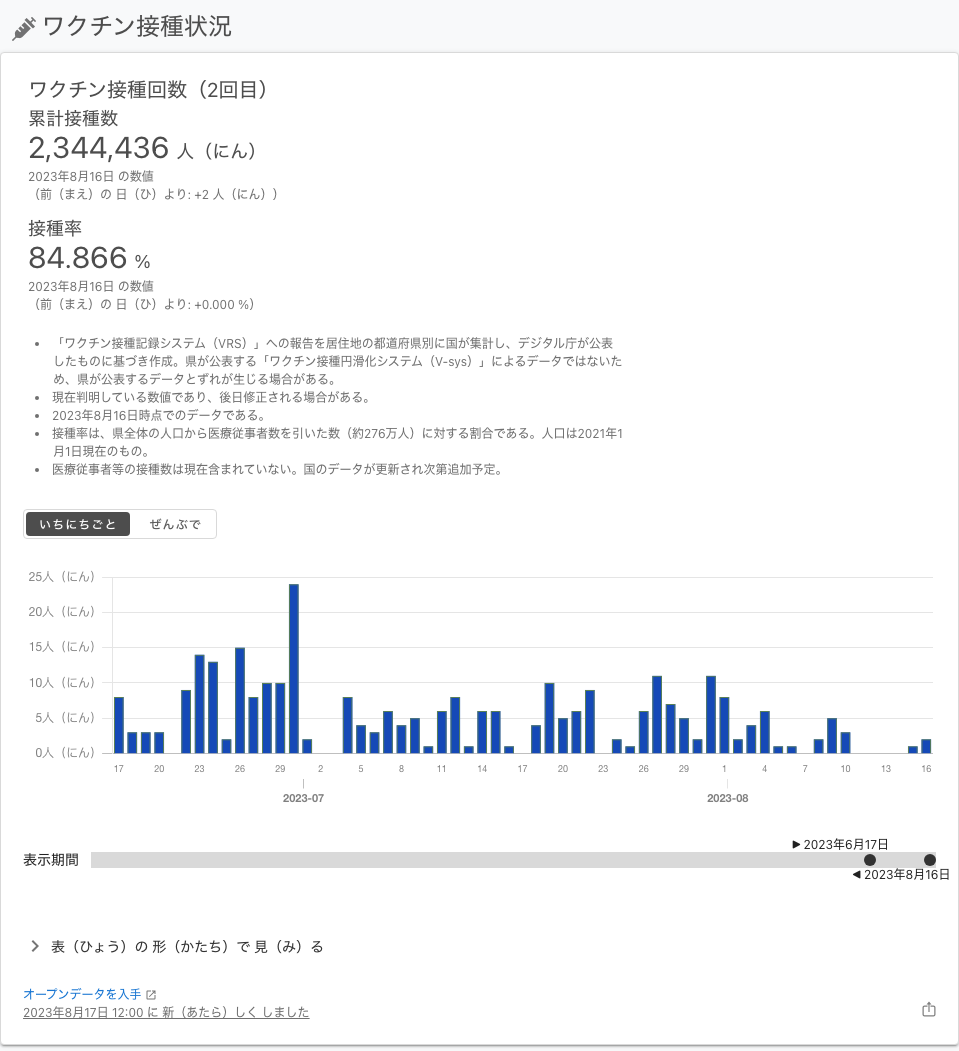 ワクチン接種状況
ワクチン接種回数（2回目）
累計接種数
2,344,436 人（にん）
2023年8月16日 の数値
（前（まえ）の 日（ひ）より: +2 人（にん））
接種率
84.866 %
2023年8月16日 の数値
（前（まえ）の 日（ひ）より: +0.000 %）
• 「ワクチン接種記録システム（VRS）」への報告を居住地の都道府県別に国が集計し、デジタル庁が公表
したものに基づき作成。県が公表する「ワクチン接種円滑化システム（V-sys）」によるデータではないた
め、県が公表するデータとずれが生じる場合がある。
• 現在判明している数値であり、後日修正される場合がある。
• 2023年8月16日時点でのデータである。
• 接種率は、県全体の人口から医療従事者数を引いた数（約276万人）に対する割合である。人口は2021年1
月1日現在のもの。
• 医療従事者等の接種数は現在含まれていない。国のデータが更新され次第追加予定。
いちにちごと ぜんぶで
25人（にん）
20人（にん）
15人（にん）
10人（にん）
5人（にん）
0人（にん）
17 20 23 26 29 2 5 8 11 14 17 20 23 26 29 1 4 7 10 13 16
2023-07 2023-08
▶ 2023年6月17日
表示期間
◀ 2023年8月16日
表（ひょう）の 形（かたち）で 見（み）る
オープンデータを入手
2023年8月17日 12:00 に 新（あたら）しく しました